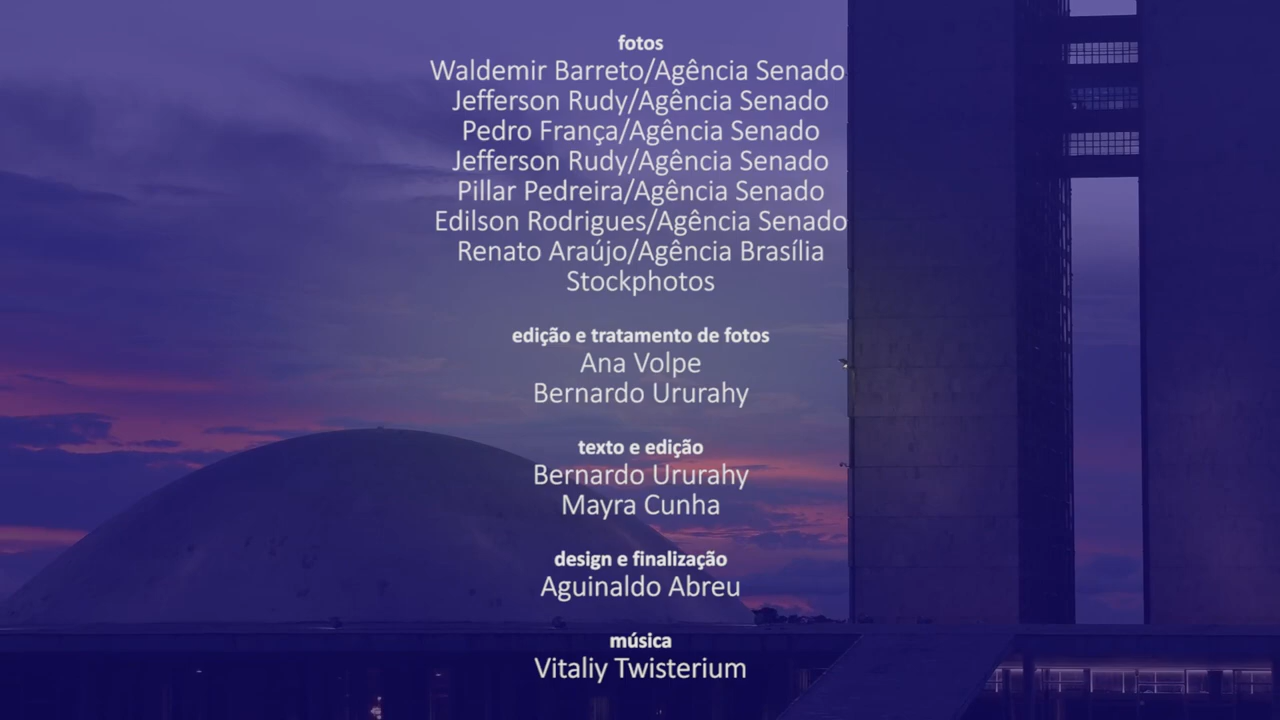 fotos
Waldemir Barreto/Agência Senado
Jefferson Rudy/Agência Senado
Pedro França/Agência Senado
Jefferson Rudy/Agência Senado
Pillar Pedreira/Agência Senado
Edilson Rodrigues/Agência Senado
Renato Araújo/Agência Brasília
Stockphotos
edição e tratamento de fotos
Ana Volpe
Bernardo Ururahy
texto e edição
Bernardo Ururahy
Mayra Cunha
design e finalização
Aguinaldo Abreu
música
Vitaliy Twisterium